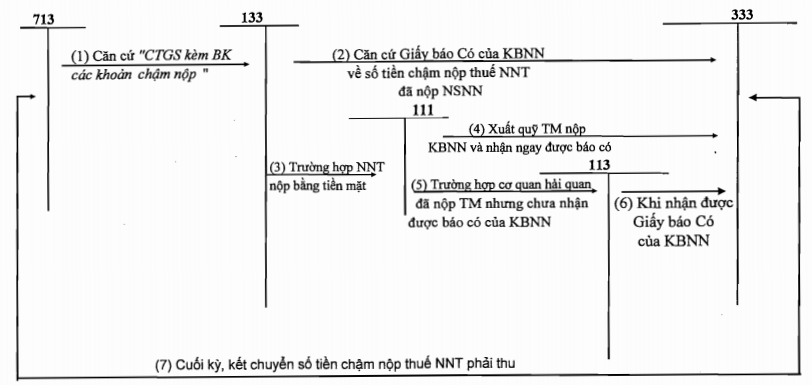 713
133
333
(1) Căn cứ "CTGS kèm BK
các khoản chậm nộp "
(2) Căn cứ Giấy báo Có của KBNN
về số tiền chậm nộp thuế NNT
đã nộp NSNN
111
(4) Xuất quỹ TM nộp
KBNN và nhận ngay được báo có
(3) Trường hợp NNT
nộp bằng tiền mặt
113
(5) Trường hợp cơ quan hải quan
đã nộp TM nhưng chưa nhận
được báo có của KBNN
(6) Khi nhận được
Giấy báo Có
của KBNN
(7) Cuối kỳ, kết chuyển số tiền chậm nộp thuế NNT phải thu